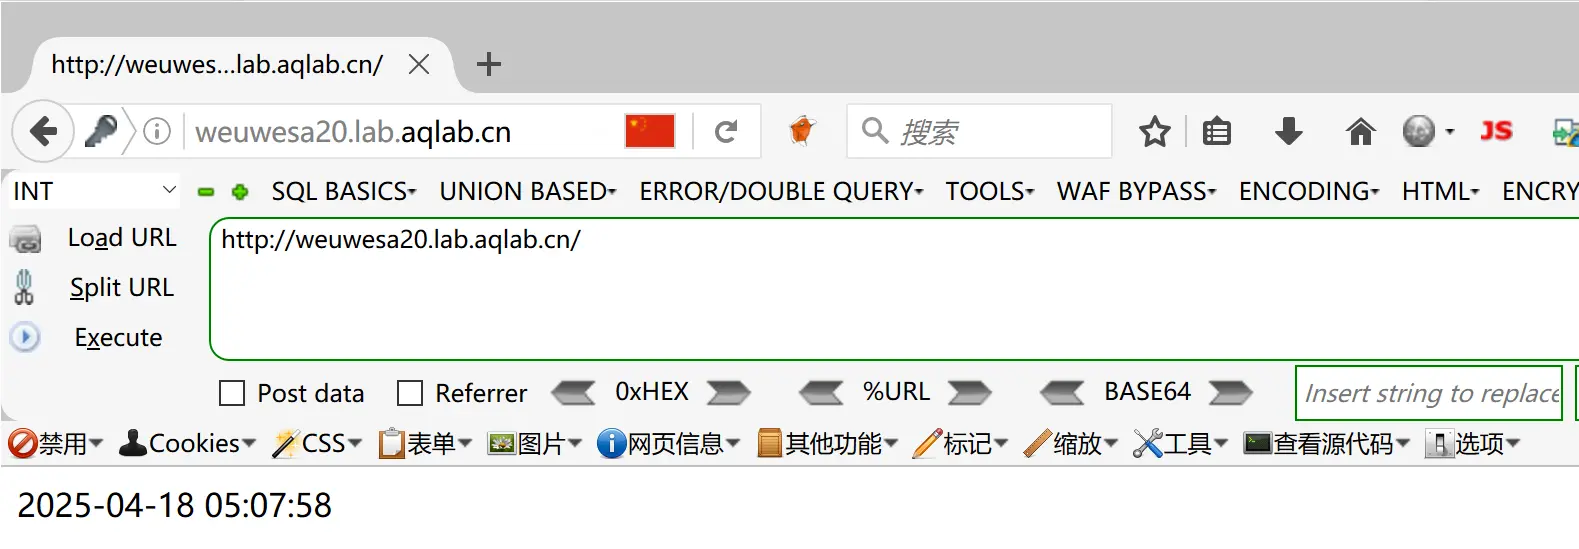 http://weuwes...lab.aqlab.cn/
weuwesa20.lab.aqlab.cn 搜索 JS
INT SQL BASICS UNION BASED ERROR/DOUBLE QUERY TOOLS WAF BYPASS ENCODING HTML ENCRY
Load URL http://weuwesa20.lab.aqlab.cn/
Split URL
Execute
Post data Referrer 0xHEX %URL BASE64 Insert string to replace
禁用 Cookies CSS 表单 图片 网页信息 其他功能 标记 缩放 工具 查看源代码 选项
2025-04-18 05:07:58